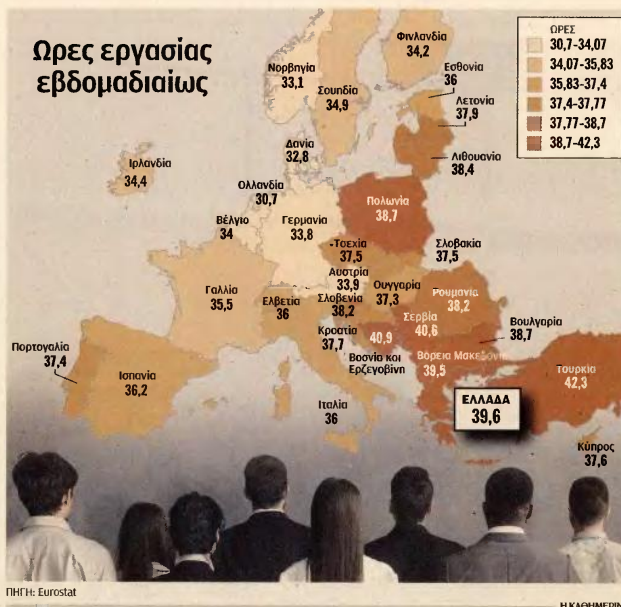 Ωρες εργασίας
εβδομαδιαίως
ΩΡΕΣ
30,7-34,07
34,07-35,83
35,83-37,4
37,4-37,77
37,77-38,7
38,7-42,3
Φινλανδία
34,2
Νορβηγία
33,1
Σουηδία
34,9
Εσθονία
36
Λετονία
37,9
Λιθουανία
38,4
Δανία
32,8
Ιρλανδία
34,4
Ολλανδία
30,7
Βέλγιο
34
Γερμανία
33,8
Πολωνία
38,7
Τσεχία
37,5
Σλοβακία
37,5
Αυστρία
33,9
Ουγγαρία
37,3
Γαλλία
35,5
Ελβετία
36
Σλοβενία
38,2
Ρουμανία
38,2
Κροατία
37,7
Σερβία
40,6
Βουλγαρία
38,7
40,9
Βοσνία και
Ερζεγοβίνη
Βόρεια Μακεδονία
39,5
Πορτογαλία
37,4
Ισπανία
36,2
Ιταλία
36
ΕΛΛΑΔΑ
39,6
Τουρκία
42,3
Κύπρος
37,6
ΠΗΓΗ: Eurostat
Η ΚΑΘΗΜΕΡΙΝ